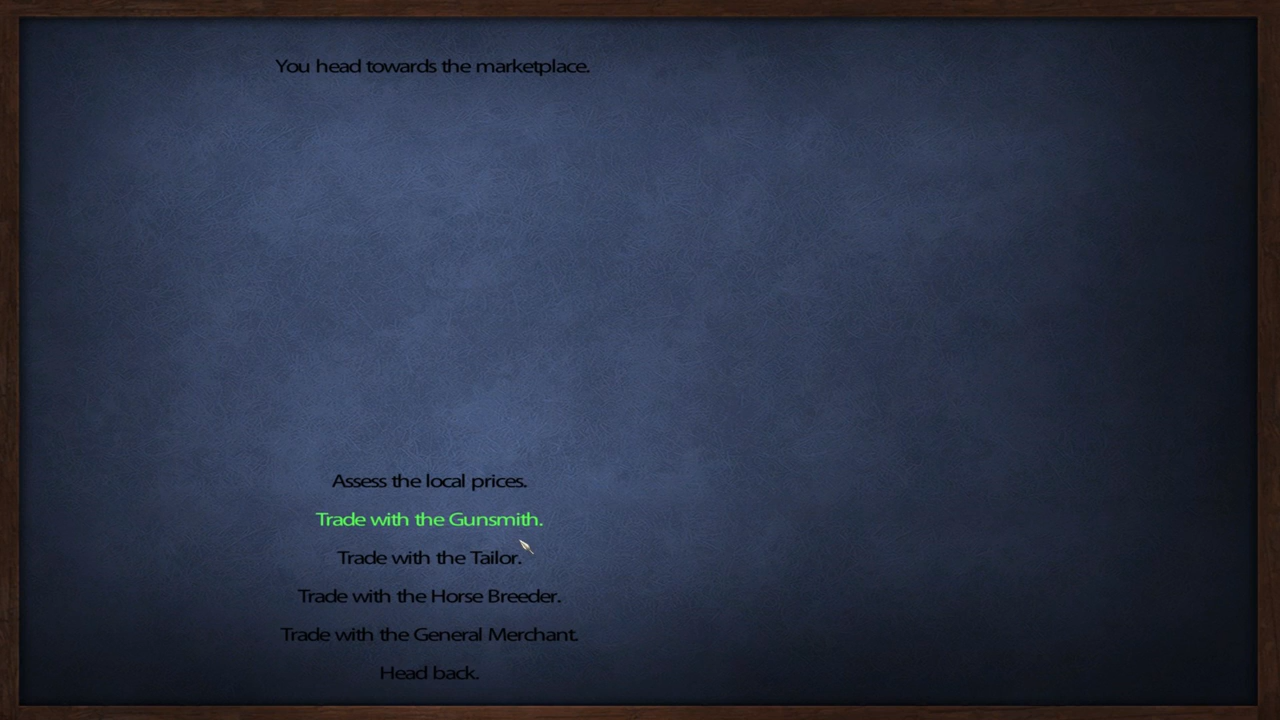 You head towards the marketplace.
Assess the local prices.
Trade with the Gunsmith.
Trade with the Tailor.
Trade with the Horse Breeder.
Trade with the General Merchant.
Head back.